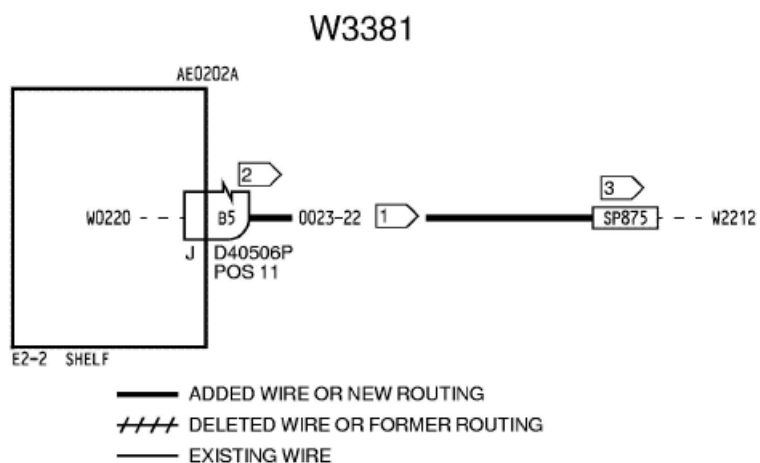 W3381
AE0202A
2
3
W0220
B5
0023-22
1
SP875
W2212
J
D40506P
POS 11
E2-2 SHELF
ADDED WIRE OR NEW ROUTING
DELETED WIRE OR FORMER ROUTING
EXISTING WIRE